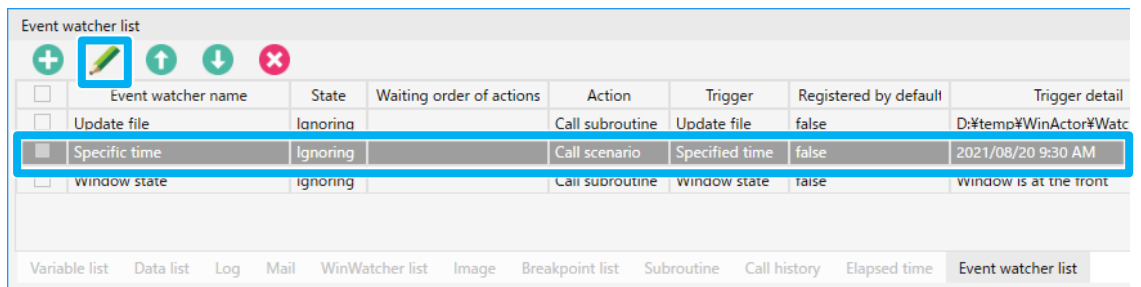 Event watcher list
Event watcher name State Waiting order of actions Action Trigger Registered by default Trigger detail
Update file Ignoring Call subroutine Update file false D:¥temp¥WinActor¥Watc
Specific time Ignoring Call scenario Specified time false 2021/08/20 9:30 AM
Window state Ignoring Call subroutine Window state false Window is at the front
Variable list Data list Log Mail WinWatcher list Image Breakpoint list Subroutine Call history Elapsed time Event watcher list